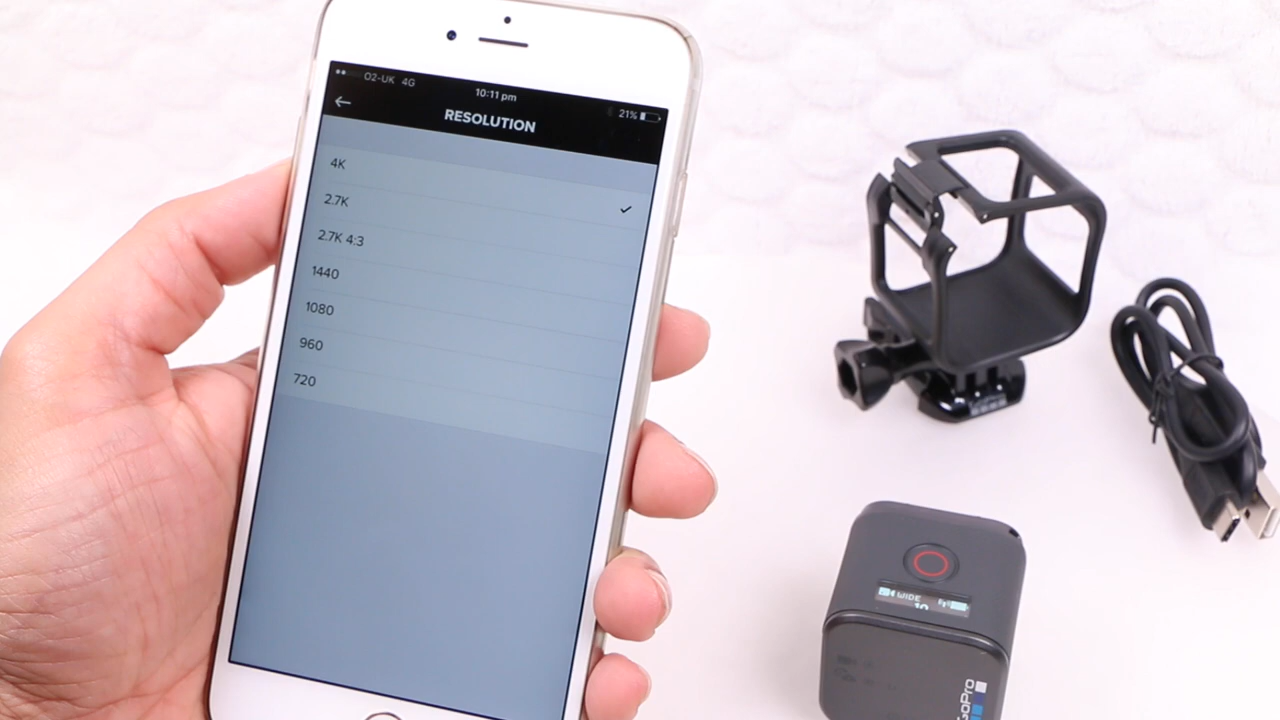 O2-UK 4G
10:11 pm
21%
RESOLUTION
4K
2.7K
2.7K 4:3
1440
1080
960
720
WIDE
GoPro